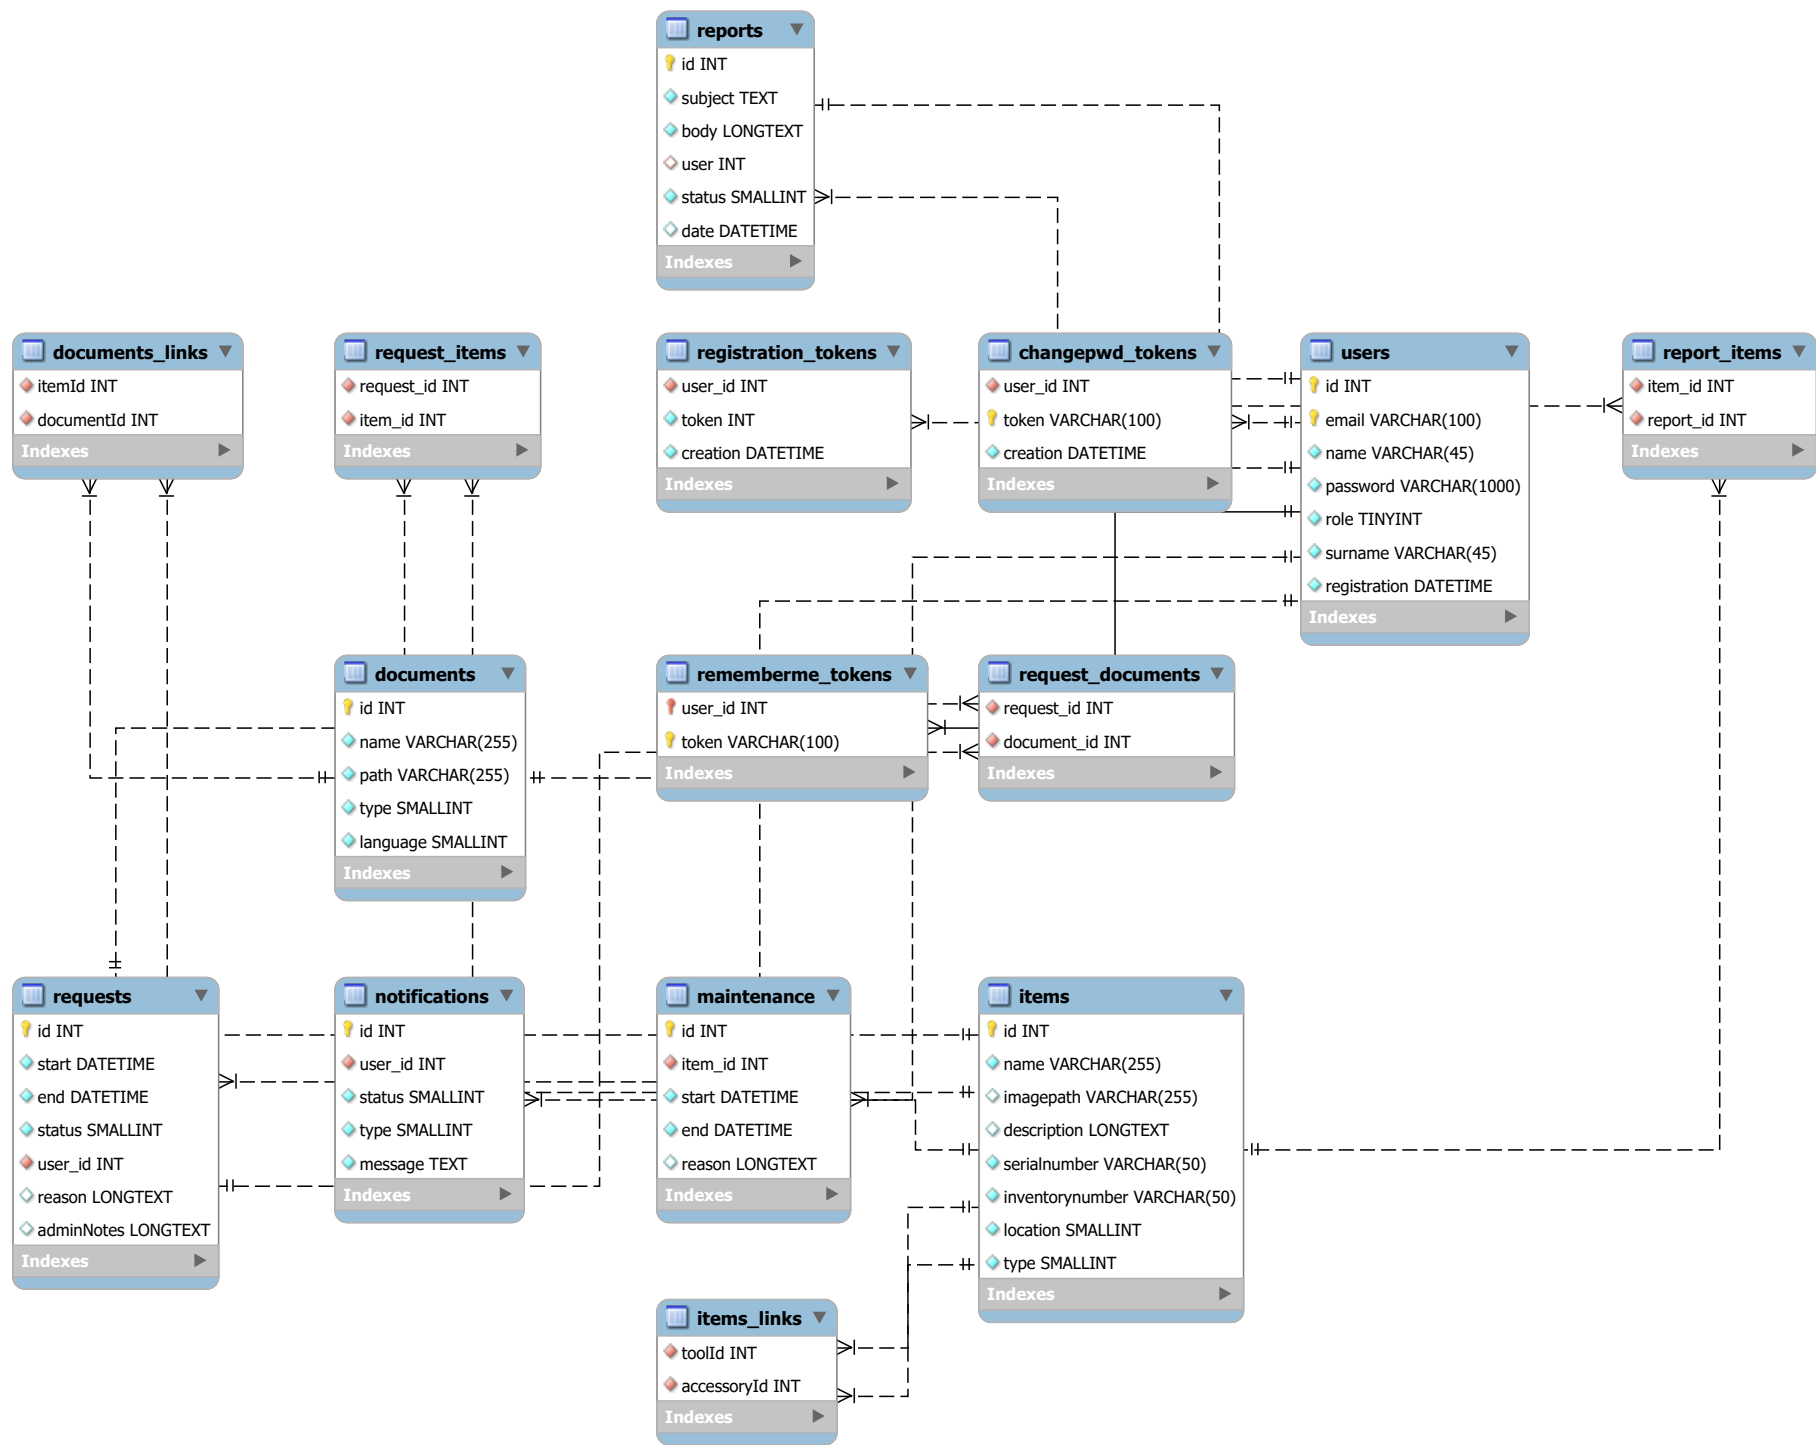 reports
id INT
subject TEXT
body LONGTEXT
user INT
status SMALLINT
date DATETIME
Indexes
documents_links
itemId INT
documentId INT
Indexes
request_items
request_id INT
item_id INT
Indexes
registration_tokens
user_id INT
token INT
creation DATETIME
Indexes
changepwd_tokens
user_id INT
token VARCHAR(100)
creation DATETIME
Indexes
users
id INT
email VARCHAR(100)
name VARCHAR(45)
password VARCHAR(1000)
role TINYINT
surname VARCHAR(45)
registration DATETIME
Indexes
report_items
item_id INT
report_id INT
Indexes
documents
id INT
name VARCHAR(255)
path VARCHAR(255)
type SMALLINT
language SMALLINT
Indexes
rememberme_tokens
user_id INT
token VARCHAR(100)
Indexes
request_documents
request_id INT
document_id INT
Indexes
requests
id INT
start DATETIME
end DATETIME
status SMALLINT
user_id INT
reason LONGTEXT
adminNotes LONGTEXT
Indexes
notifications
id INT
user_id INT
status SMALLINT
type SMALLINT
message TEXT
Indexes
maintenance
id INT
item_id INT
start DATETIME
end DATETIME
reason LONGTEXT
Indexes
items
id INT
name VARCHAR(255)
imagepath VARCHAR(255)
description LONGTEXT
serialnumber VARCHAR(50)
inventorynumber VARCHAR(50)
location SMALLINT
type SMALLINT
Indexes
items_links
toolId INT
accessoryId INT
Indexes